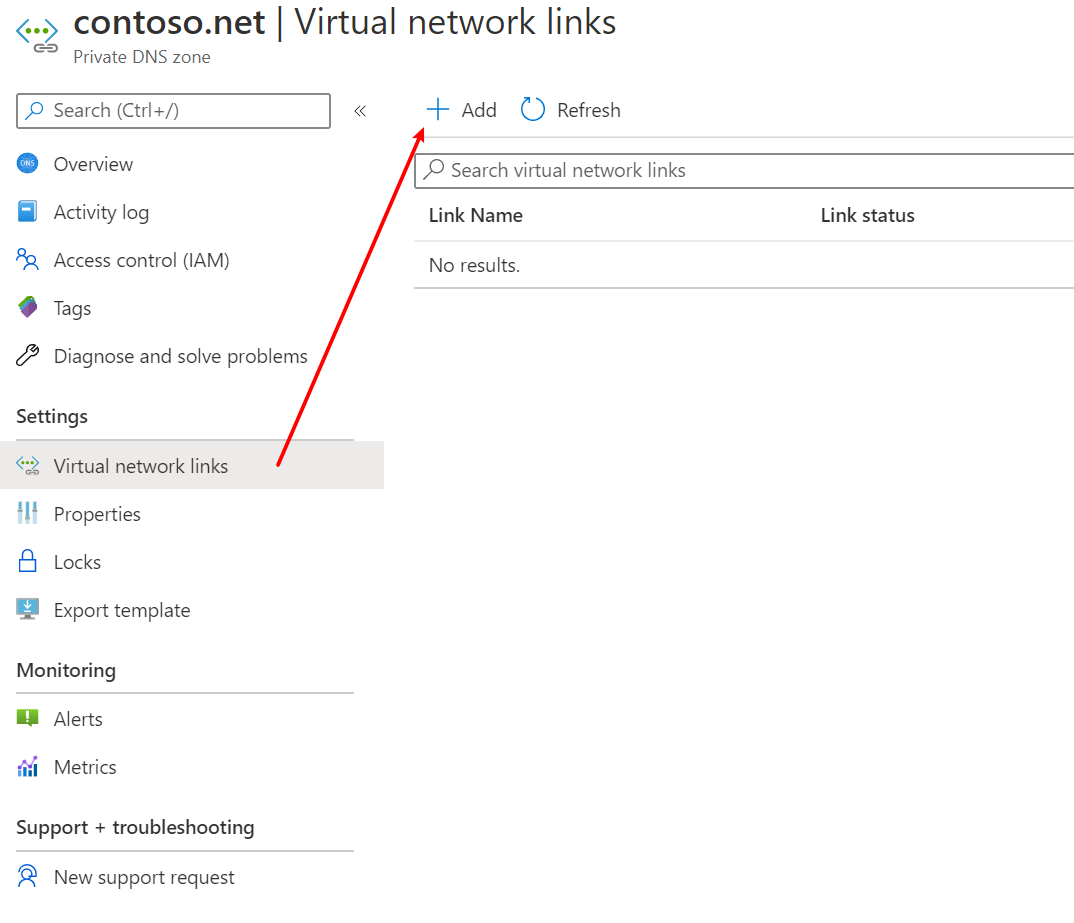 contoso.net | Virtual network links
Private DNS zone
Search (Ctrl+/)
«
Add
Refresh
DNS
Overview
Activity log
Access control (IAM)
Tags
Diagnose and solve problems
Settings
Virtual network links
Properties
Locks
Export template
Monitoring
Alerts
Metrics
Support + troubleshooting
New support request
Search virtual network links
Link Name
Link status
No results.